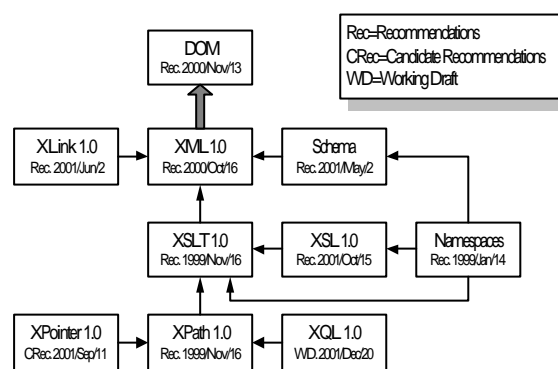 DOM
Rec. 2000/Nov/13
Rec=Recommendations
CRec=Candidate Recommendations
WD=Working Draft
XLink 1.0
Rec. 2001/Jun/2
XML 1.0
Rec. 2000/Oct/16
Schema
Rec. 2001/May/2
XSLT 1.0
Rec. 1999/Nov/16
XSL 1.0
Rec. 2001/Oct/15
Namespaces
Rec. 1999/Jan/14
XPointer 1.0
CRec. 2001/Sep/11
XPath 1.0
Rec. 1999/Nov/16
XQL 1.0
WD. 2001/Dec/20